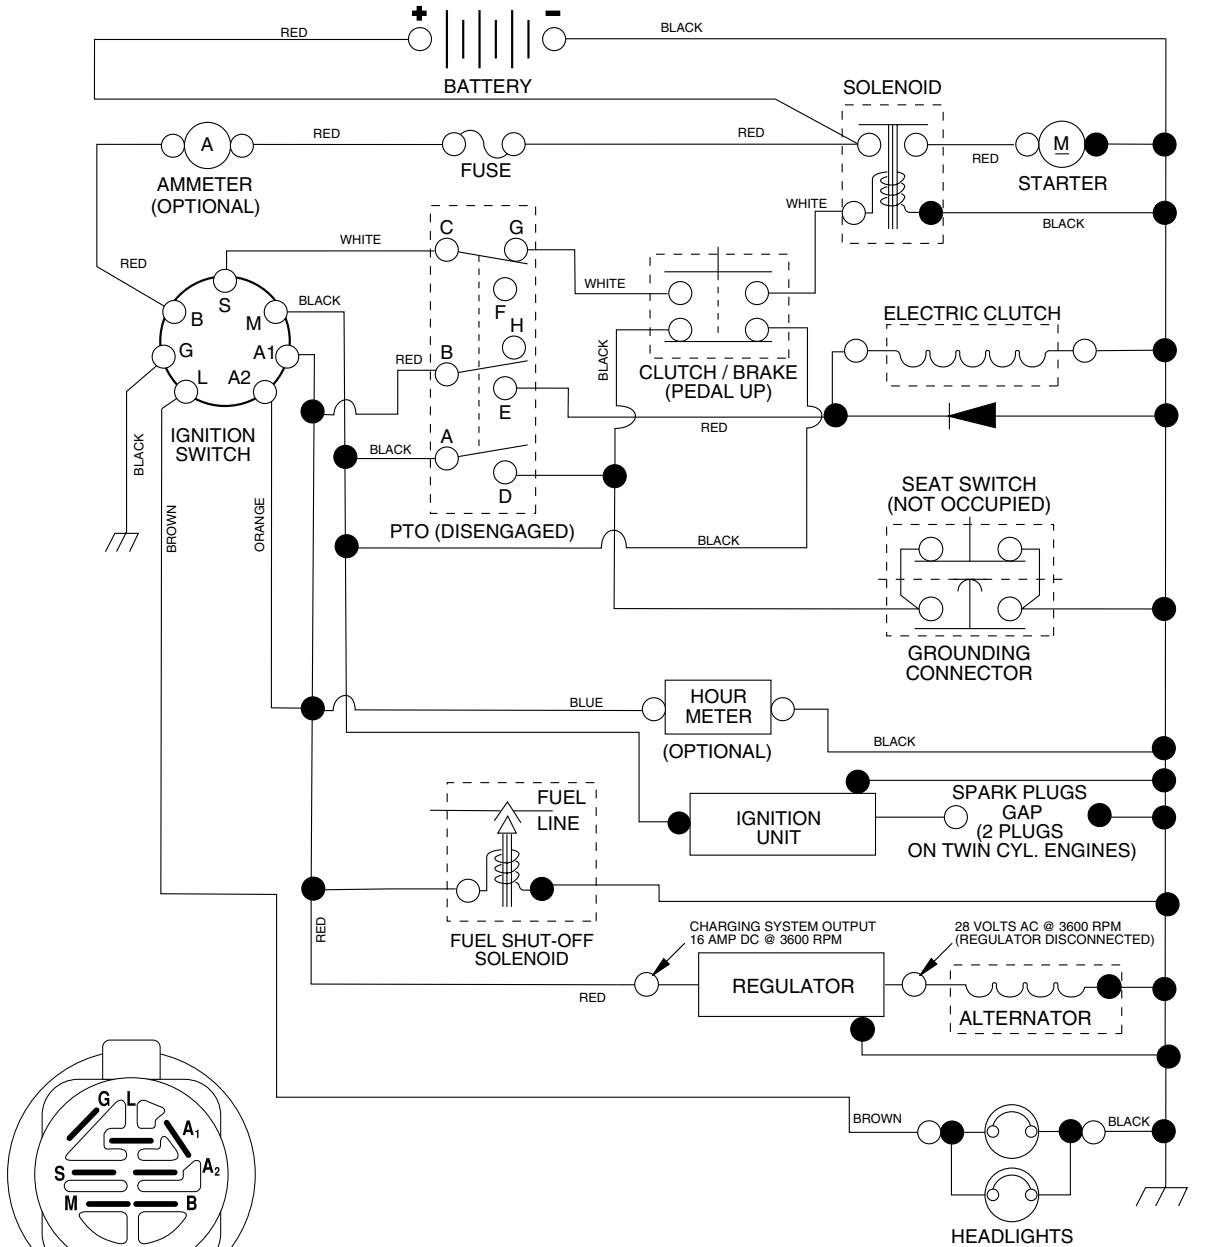 + −
RED
BLACK
BATTERY
SOLENOID
A
RED
RED
RED
M
AMMETER
(OPTIONAL)
FUSE
STARTER
WHITE
BLACK
WHITE
C G
RED
S
BLACK
WHITE
F
B
M
H
ELECTRIC CLUTCH
G
A1
RED
B
BLACK
CLUTCH / BRAKE
(PEDAL UP)
L
A2
E
RED
IGNITION
SWITCH
BLACK
BLACK
A
D
SEAT SWITCH
(NOT OCCUPIED)
BROWN
ORANGE
PTO (DISENGAGED)
BLACK
GROUNDING
CONNECTOR
BLUE
HOUR
METER
(OPTIONAL)
BLACK
FUEL
LINE
IGNITION
UNIT
SPARK PLUGS
GAP
(2 PLUGS
ON TWIN CYL. ENGINES)
RED
FUEL SHUT-OFF
SOLENOID
CHARGING SYSTEM OUTPUT
16 AMP DC @ 3600 RPM
28 VOLTS AC @ 3600 RPM
(REGULATOR DISCONNECTED)
RED
REGULATOR
ALTERNATOR
G L
A1
S
A2
M
B
BROWN
BLACK
HEADLIGHTS